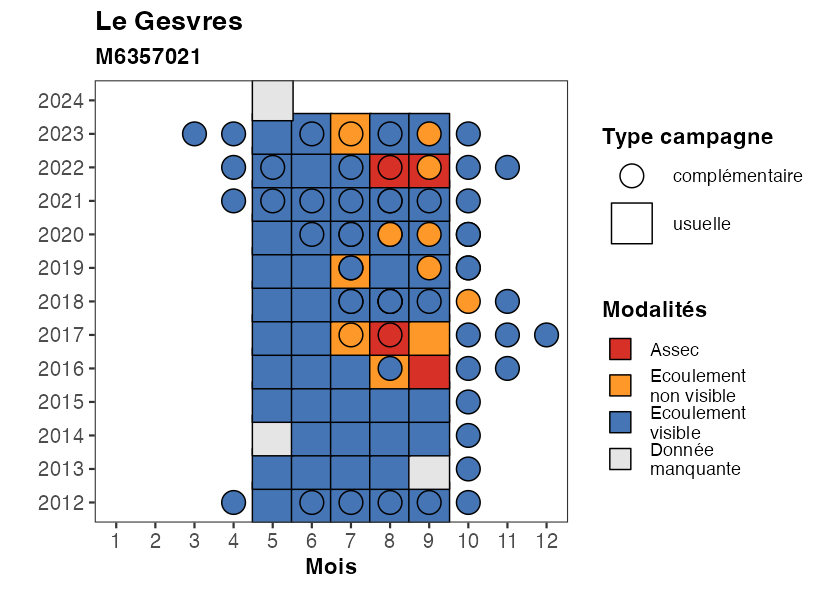 Le Gesvres
M6357021
2024
2023
2022
2021
2020
2019
2018
2017
2016
2015
2014
2013
2012
1 2 3 4 5 6 7 8 9 10 11 12
Mois
Type campagne
complémentaire
usuelle
Modalités
Assec
Ecoulement
non visible
Ecoulement
visible
Donnée
manquante